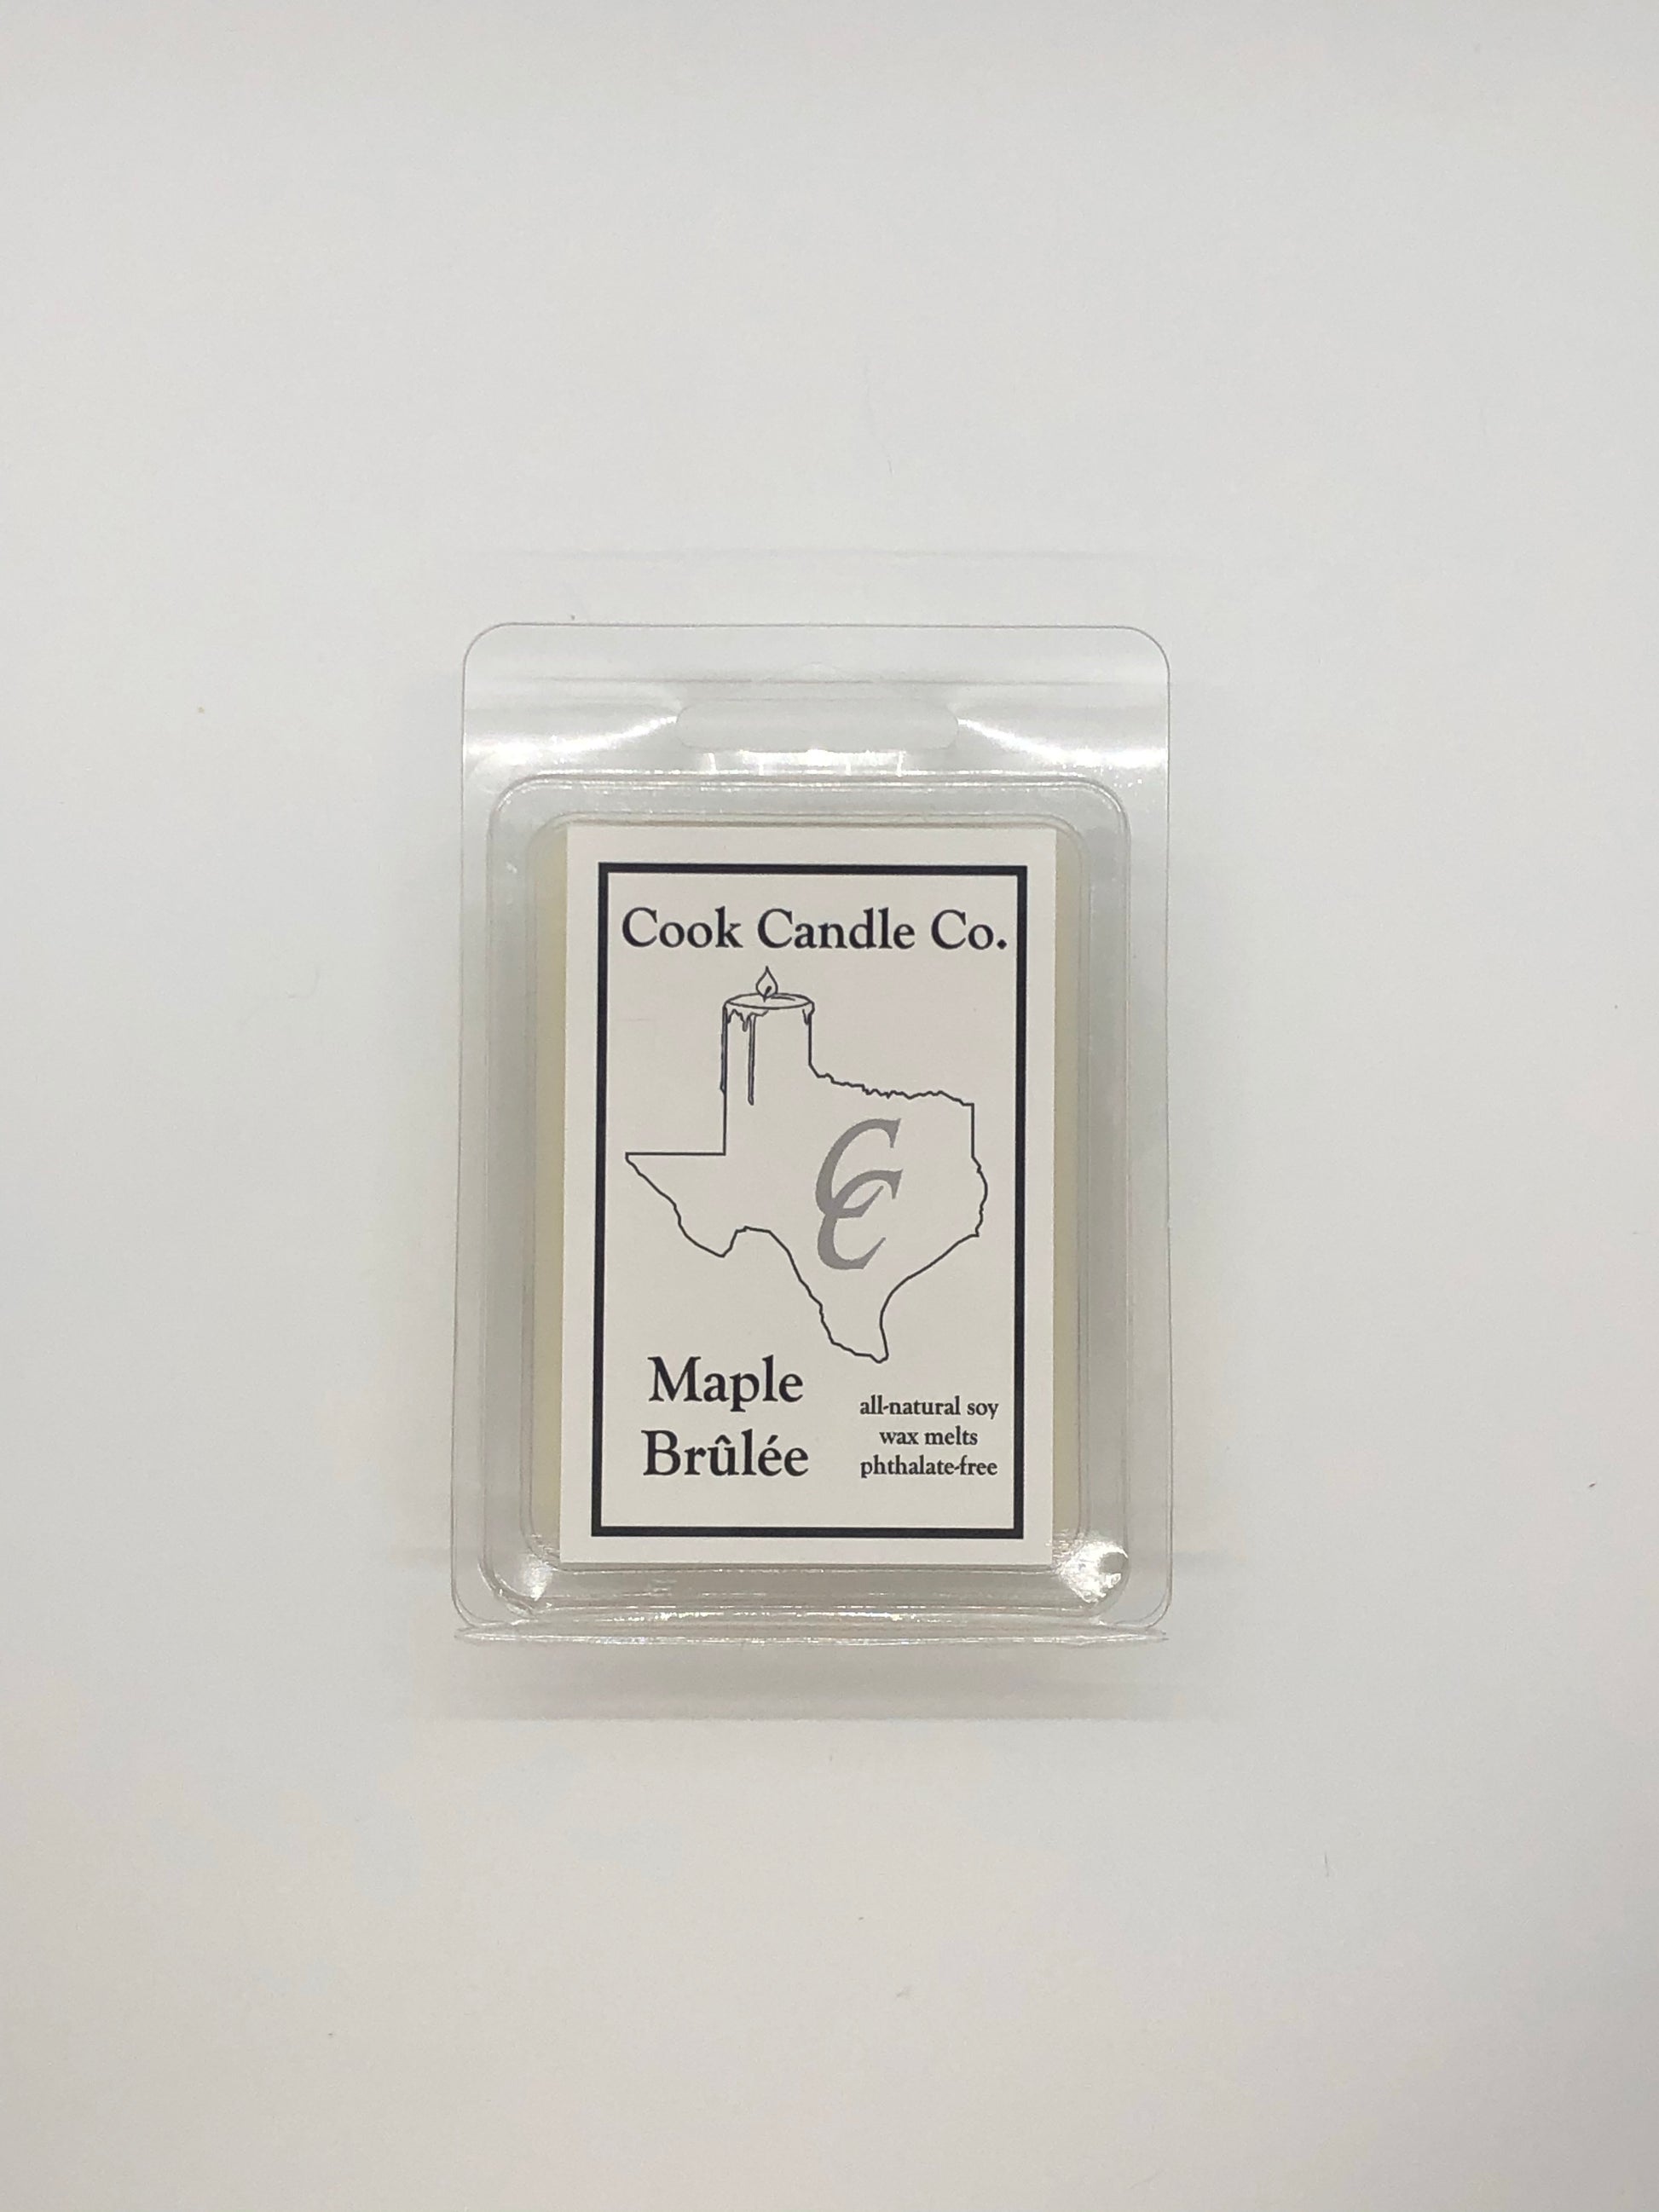 Cook Candle Co.
CC
Maple
Brûlée
all-natural soy
wax melts
phthalate-free